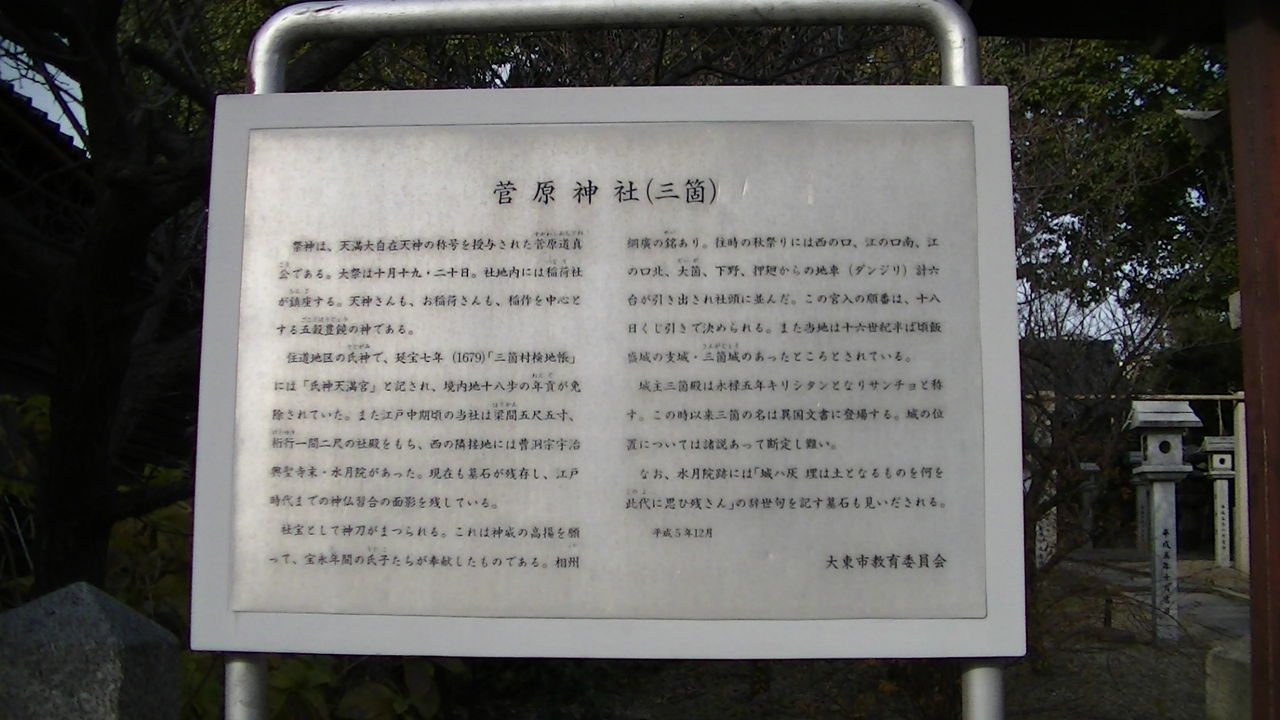 菅原神社(三箇)
祭神は、天満大自在天神の称号を授与された菅原道真
公である。大祭は十月十九・二十日。社地内には稲荷社
が鎮座する。天神さんも、お稲荷さんも、稲作を中心と
する五穀豊饒の神である。
住道地区の氏神で、延宝七年(1679)「三箇村検地帳」
には「氏神天満宮」と記され、境内地十八歩の年貢が免
除されていた。また江戸中期頃の当社は梁間五尺五寸、
桁行一間二尺の社殿をもち、西の隣接地には曹洞宗宇治
興聖寺末・水月院があった。現在も墓石が残存し、江戸
時代までの神仏習合の面影を残している。
社宝として神刀がまつられる。これは神威の高揚を願
って、宝永年間の氏子たちが奉献したものである。相州
綱廣の銘あり。往時の秋祭りには西の口、江の口南、江
の口北、大箇、下野、押廻からの地車(ダンジリ)計六
台が引き出され社頭に並んだ。この宮入の順番は、十八
日くじ引きで決められる。また当地は十六世紀半ば頃飯
盛城の支城・三箇城のあったところとされている。
城主三箇殿は永禄五年キリシタンとなりサンチョと称
す。この時以来三箇の名は異国文書に登場する。城の位
置については諸説あって断定し難い。
なお、水月院跡には「城ハ灰 埋は土となるものを何を
此代に思ひ残さん」の辞世句を記す墓石も見いだされる。
平成5年12月
大東市教育委員会